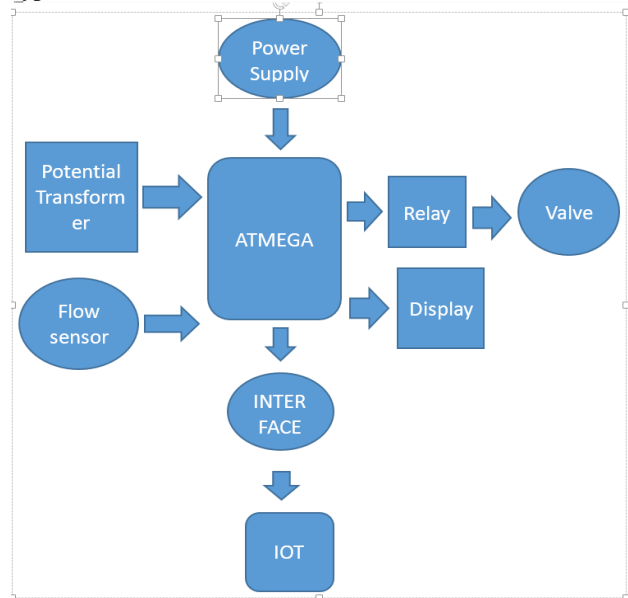 Power
Supply
Potential
Transform
er
ATMEGA
Relay
Valve
Flow
sensor
Display
INTER
FACE
IOT